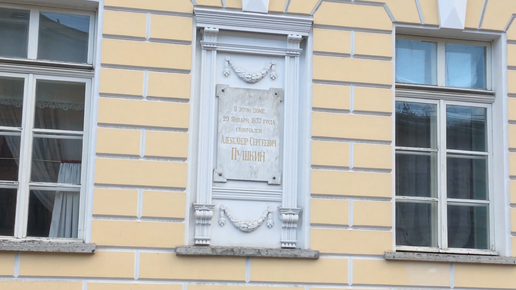 В этом доме
29 января 1837 года
скончался
Александр Сергеевич
Пушкин